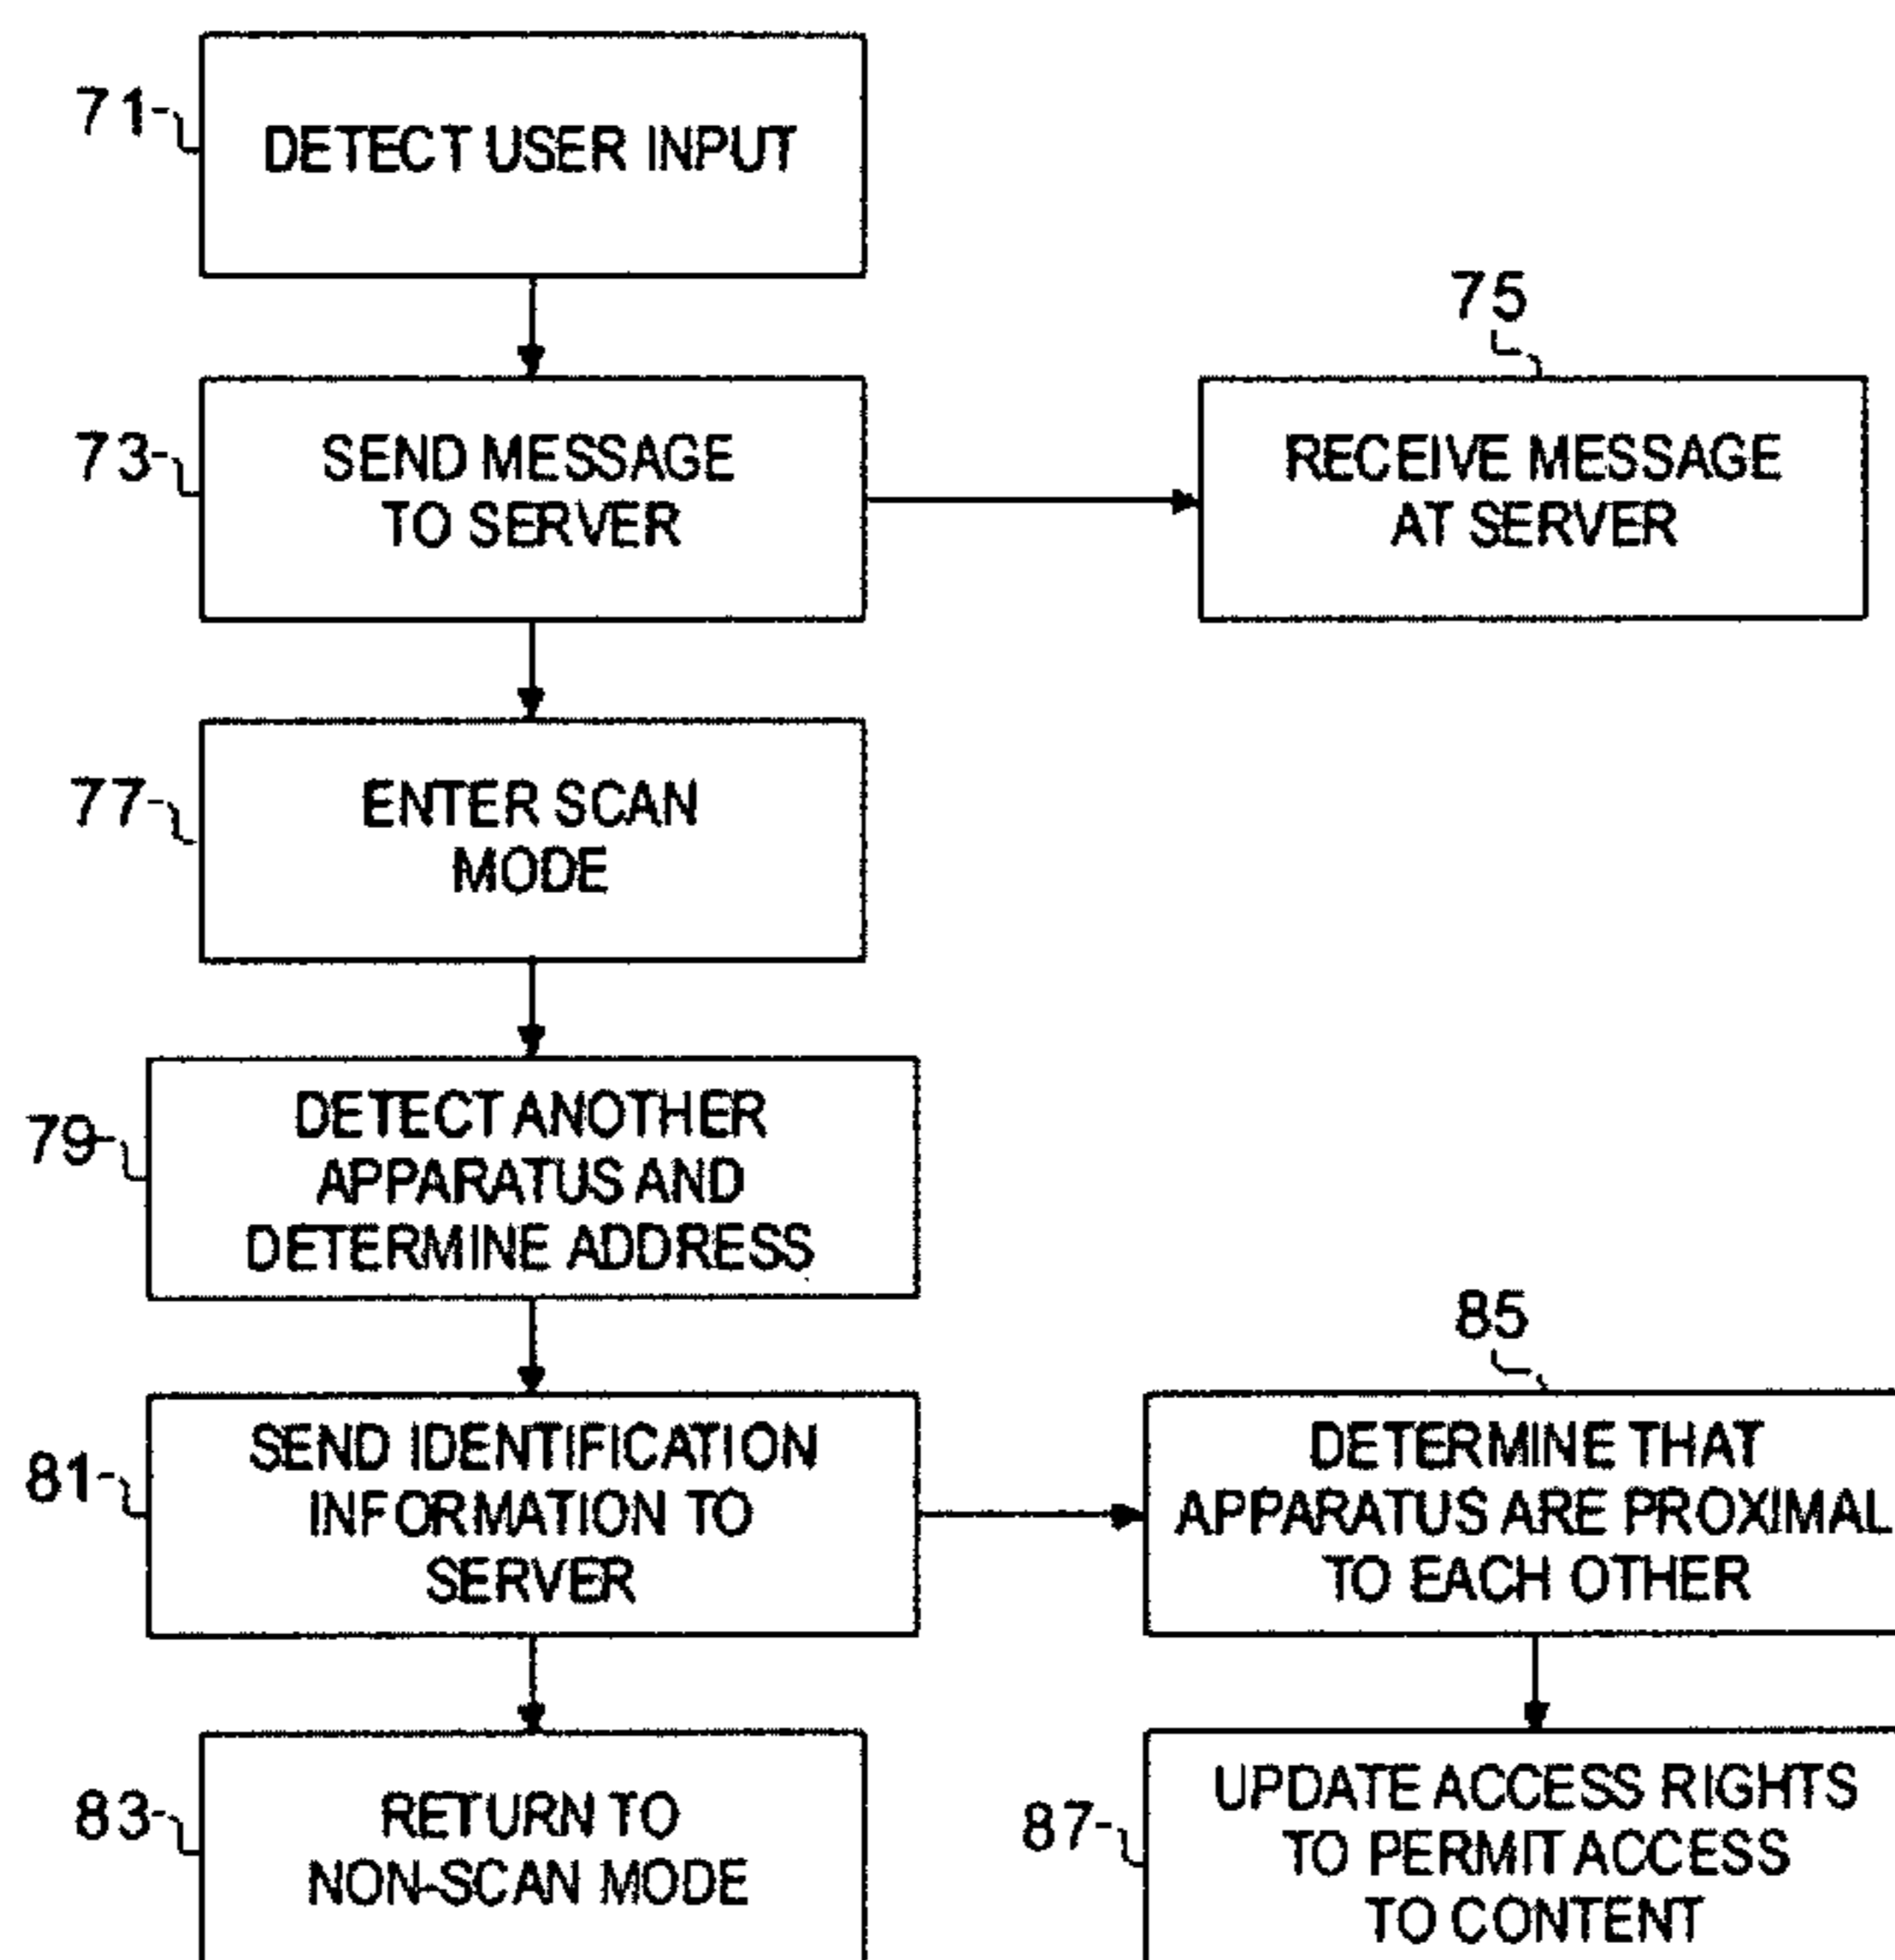 71
DETECT USER INPUT
75
73
SEND MESSAGE
TO SERVER
RECEIVE MESSAGE
AT SERVER
77
ENTER SCAN
MODE
79
DETECT ANOTHER
APPARATUS AND
DETERMINE ADDRESS
85
81
SEND IDENTIFICATION
INFORMATION TO
SERVER
DETERMINE THAT
APPARATUS ARE PROXIMAL
TO EACH OTHER
83
RETURN TO
NON-SCAN MODE
87
UPDATE ACCESS RIGHTS
TO PERMIT ACCESS
TO CONTENT